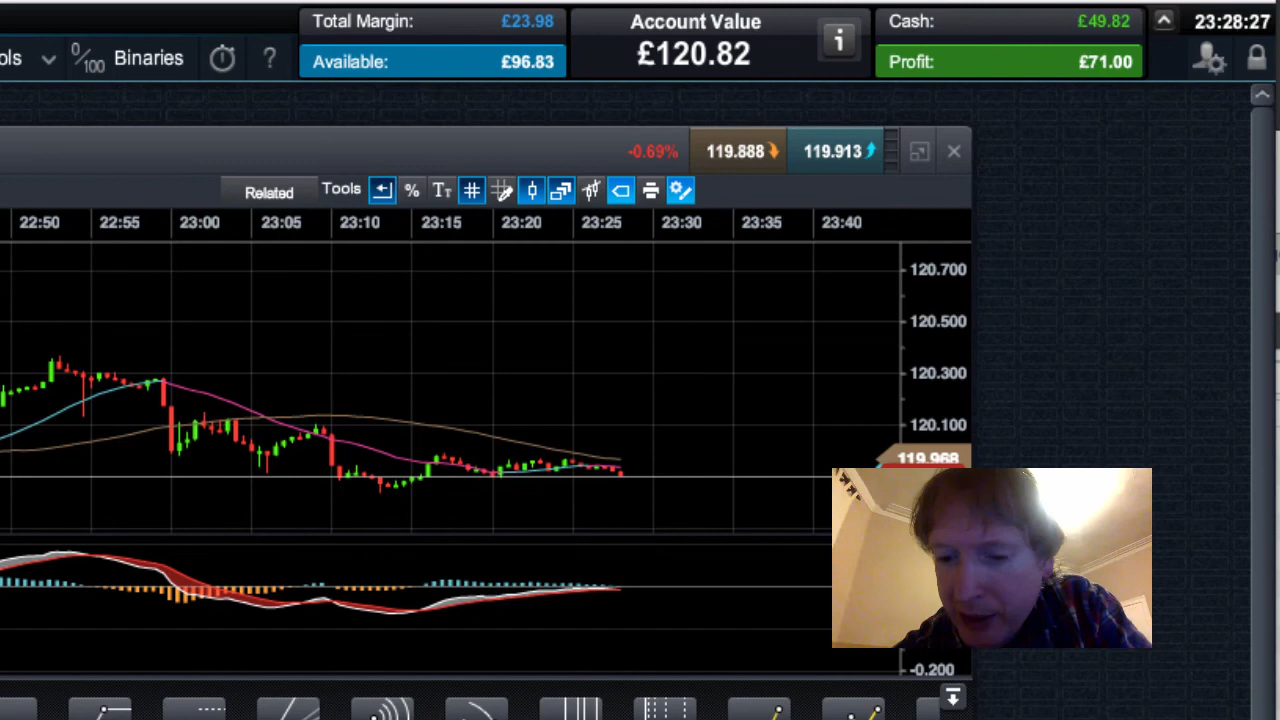 Total Margin: £23.98
Account Value
Cash: £49.82
23:28:27
ols
%100 Binaries
?
Available: £96.83
£120.82
i
Profit: £71.00
-0.69%
119.888
119.913
Related
Tools
%
TT
22:50 22:55 23:00 23:05 23:10 23:15 23:20 23:25 23:30 23:35 23:40
120.700
120.500
120.300
120.100
119.968
-0.200